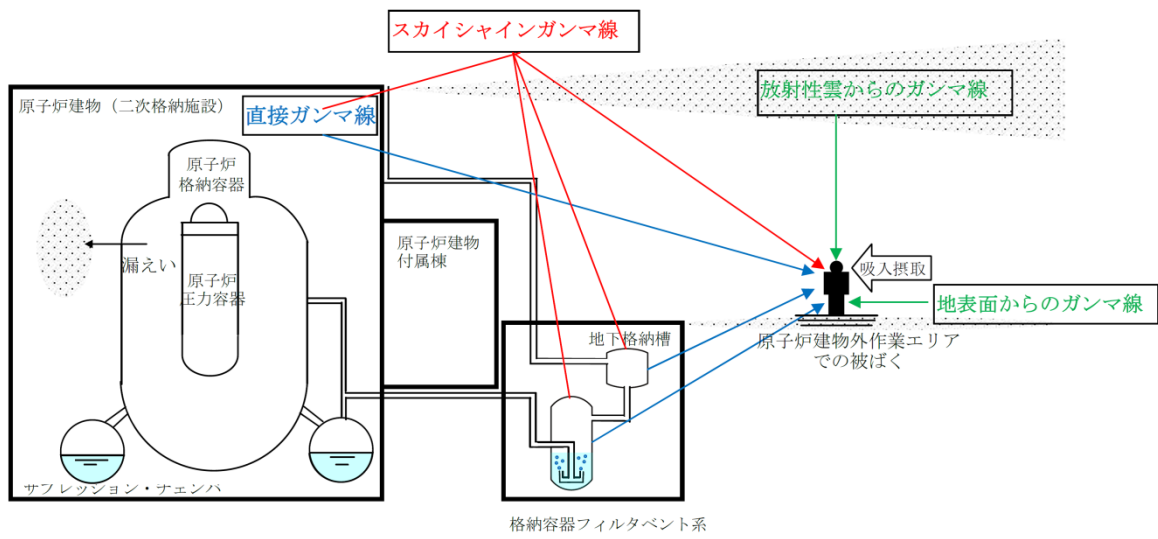 スカイシャインガンマ線
原子炉建物（二次格納施設）
直接ガンマ線
放射性雲からのガンマ線
原子炉
格納容器
漏えい
原子炉
圧力容器
原子炉建物
付属棟
吸入摂取
地表面からのガンマ線
地下格納槽
原子炉建物外作業エリア
での被ばく
サプレッション・チェンバ
格納容器フィルタベント系